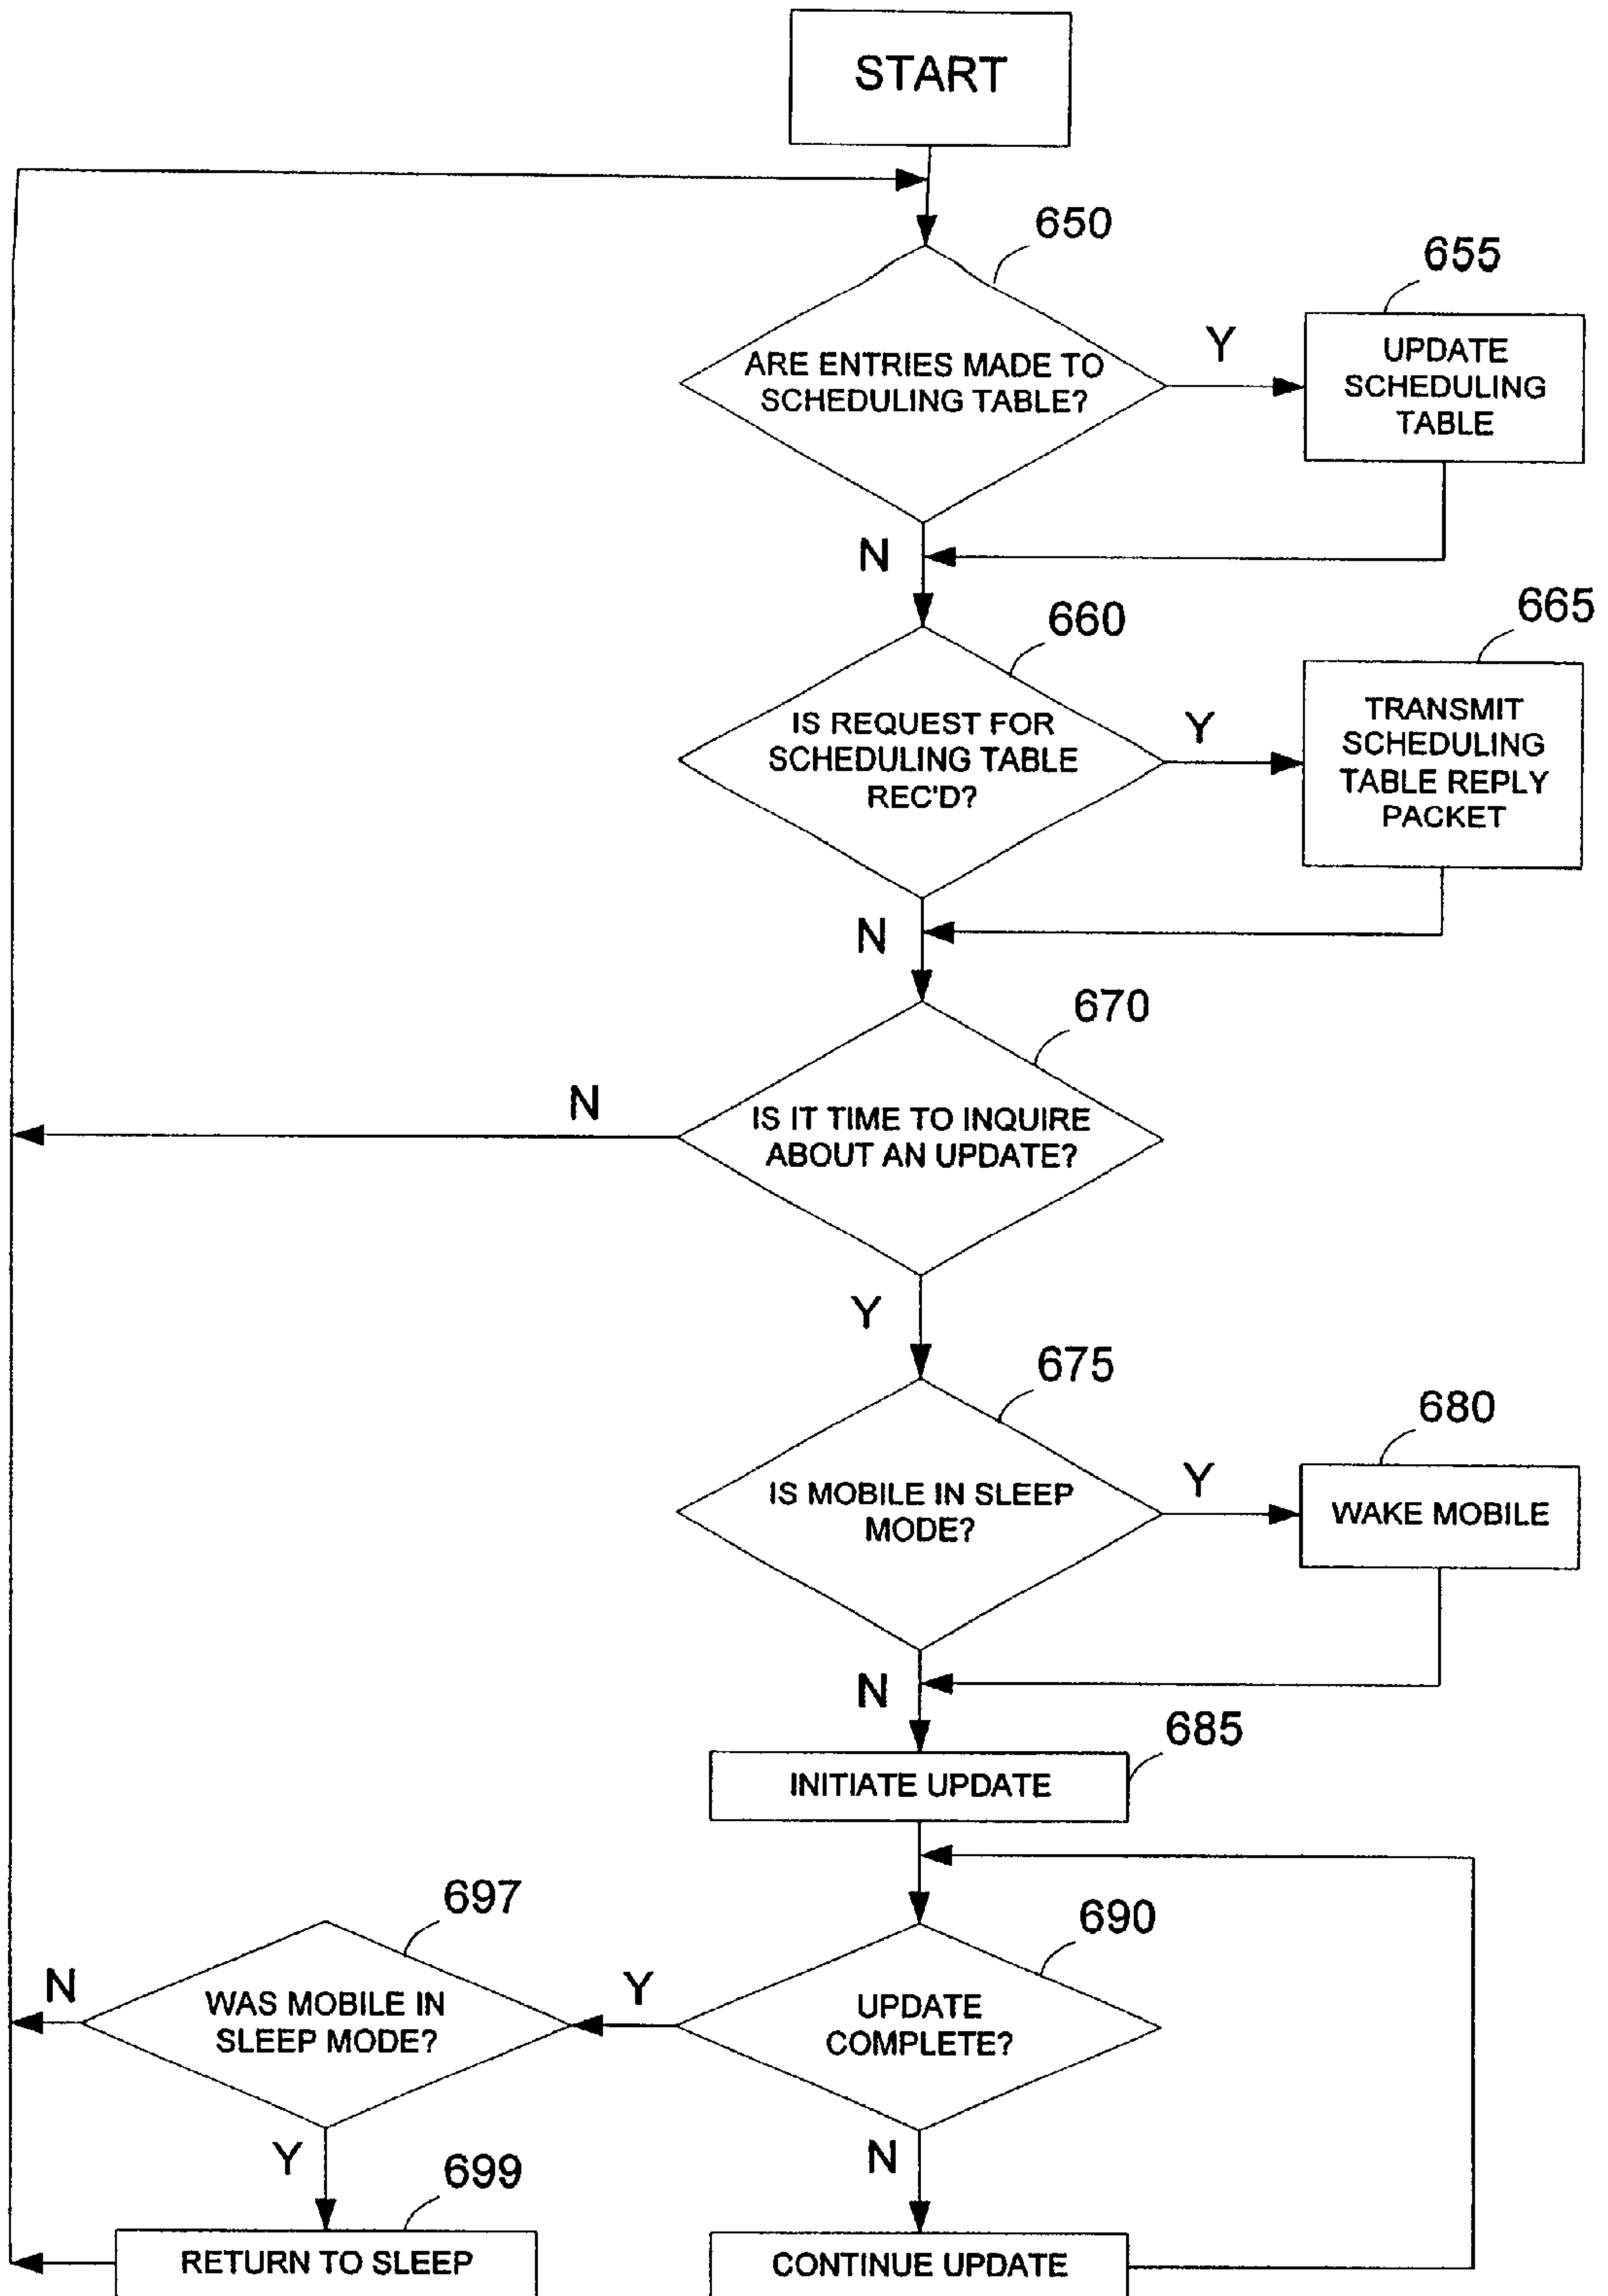 START
650
655
ARE ENTRIES MADE TO
SCHEDULING TABLE?
Y
UPDATE
SCHEDULING
TABLE
N
660
665
IS REQUEST FOR
SCHEDULING TABLE
REC'D?
Y
TRANSMIT
SCHEDULING
TABLE REPLY
PACKET
N
670
N
IS IT TIME TO INQUIRE
ABOUT AN UPDATE?
Y
675
680
IS MOBILE IN SLEEP
MODE?
Y
WAKE MOBILE
N
685
INITIATE UPDATE
697
690
N
WAS MOBILE IN
SLEEP MODE?
Y
UPDATE
COMPLETE?
Y
699
N
RETURN TO SLEEP
CONTINUE UPDATE